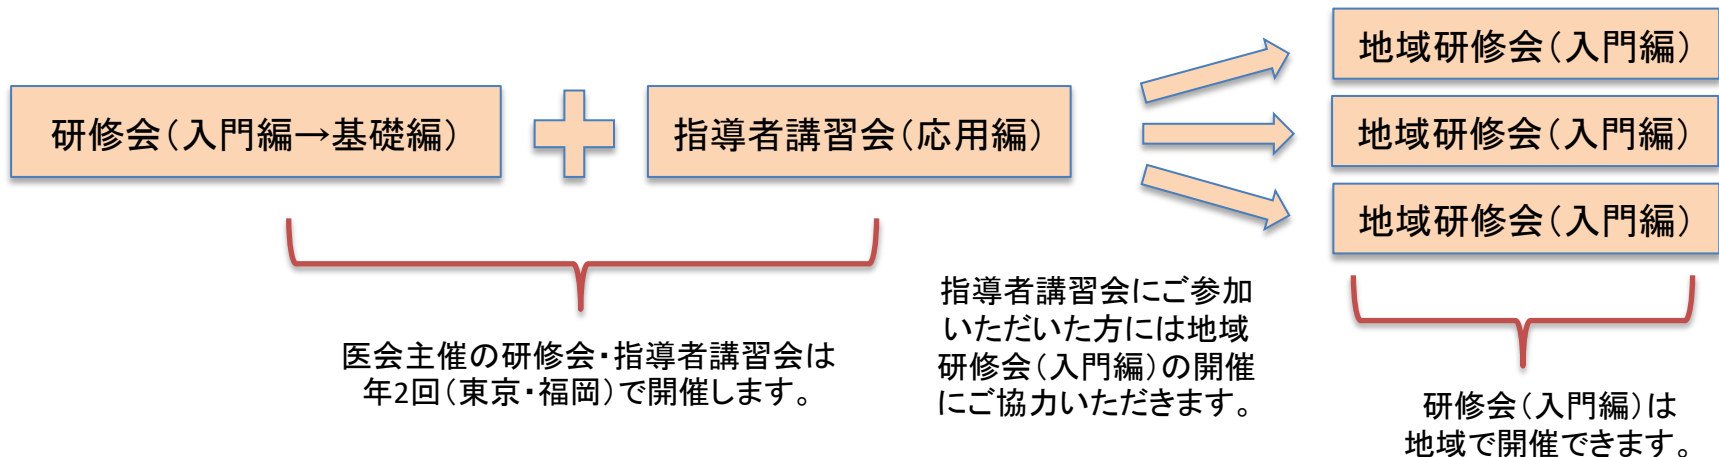 研修会（入門編→基礎編）
指導者講習会（応用編）
地域研修会（入門編）
地域研修会（入門編）
地域研修会（入門編）
医会主催の研修会・指導者講習会は
年2回（東京・福岡）で開催します。
指導者講習会にご参加
いただいた方には地域
研修会（入門編）の開催
にご協力いただきます。
研修会（入門編）は
地域で開催できます。